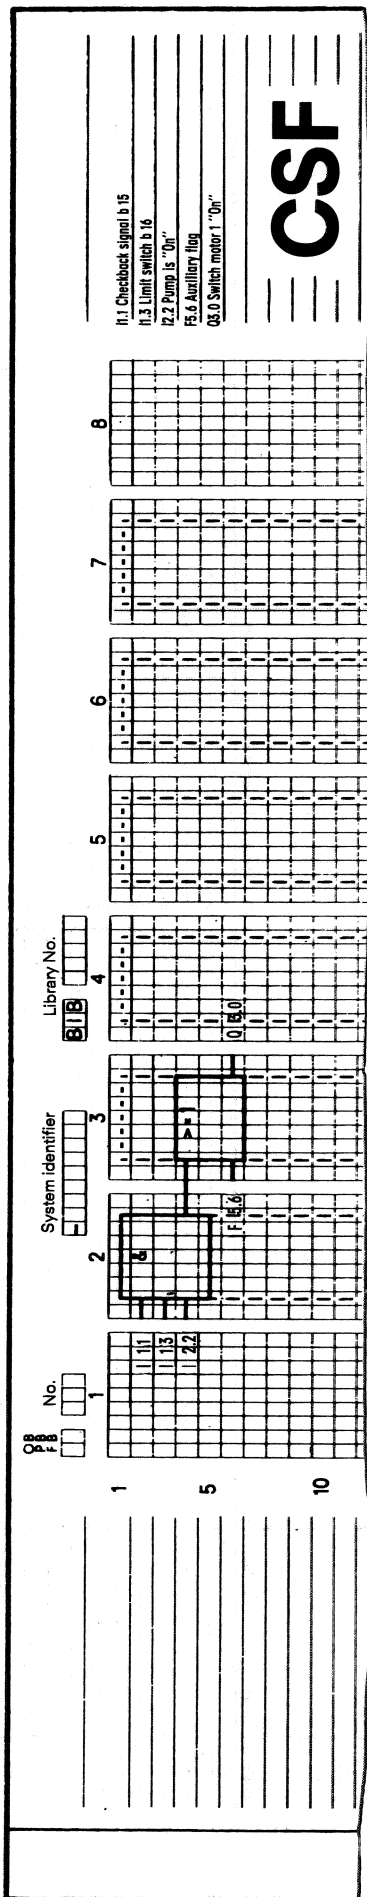 OB
PB
FB
No.
System identifier
BIB
Library No.
1 2 3 4 5 6 7 8
1
I 1.1
&
I 1.3
>=1
I 2.2
5
F 5.6
Q 3.0
10
I1.1 Checkback signal b 15
I1.3 Limit switch b 16
I2.2 Pump is "On"
F5.6 Auxiliary flag
Q3.0 Switch motor 1 "On"
CSF